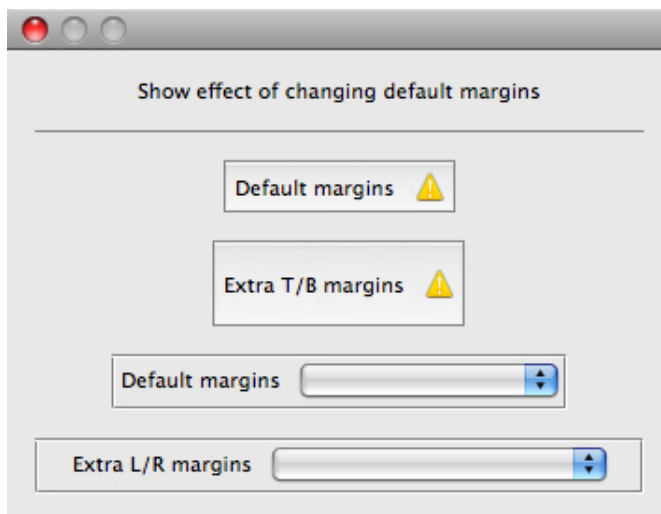 Show effect of changing default margins
Default margins
Extra T/B margins
Default margins
Extra L/R margins